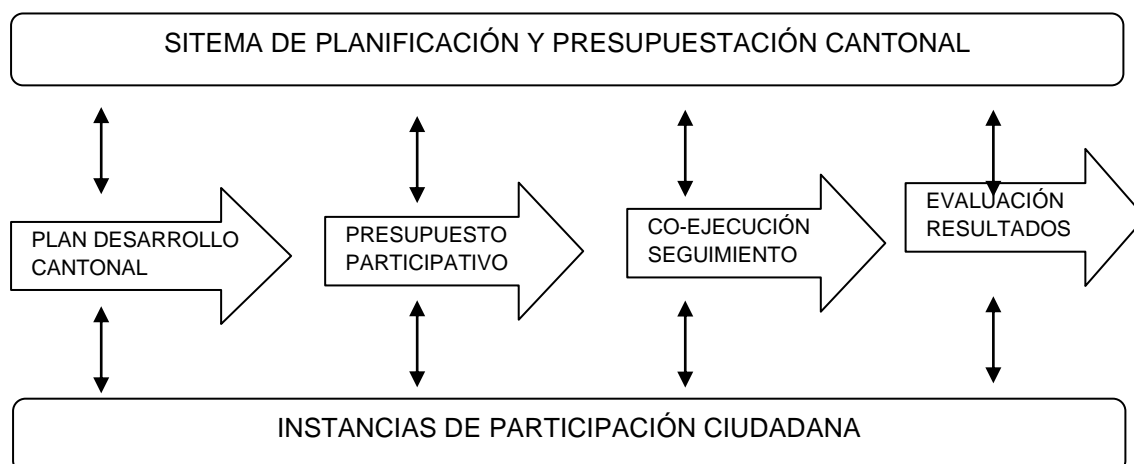 SITEMA DE PLANIFICACIÓN Y PRESUPUESTACIÓN CANTONAL
PLAN DESARROLLO
CANTONAL
PRESUPUESTO
PARTICIPATIVO
CO-EJECUCIÓN
SEGUIMIENTO
EVALUACIÓN
RESULTADOS
INSTANCIAS DE PARTICIPACIÓN CIUDADANA